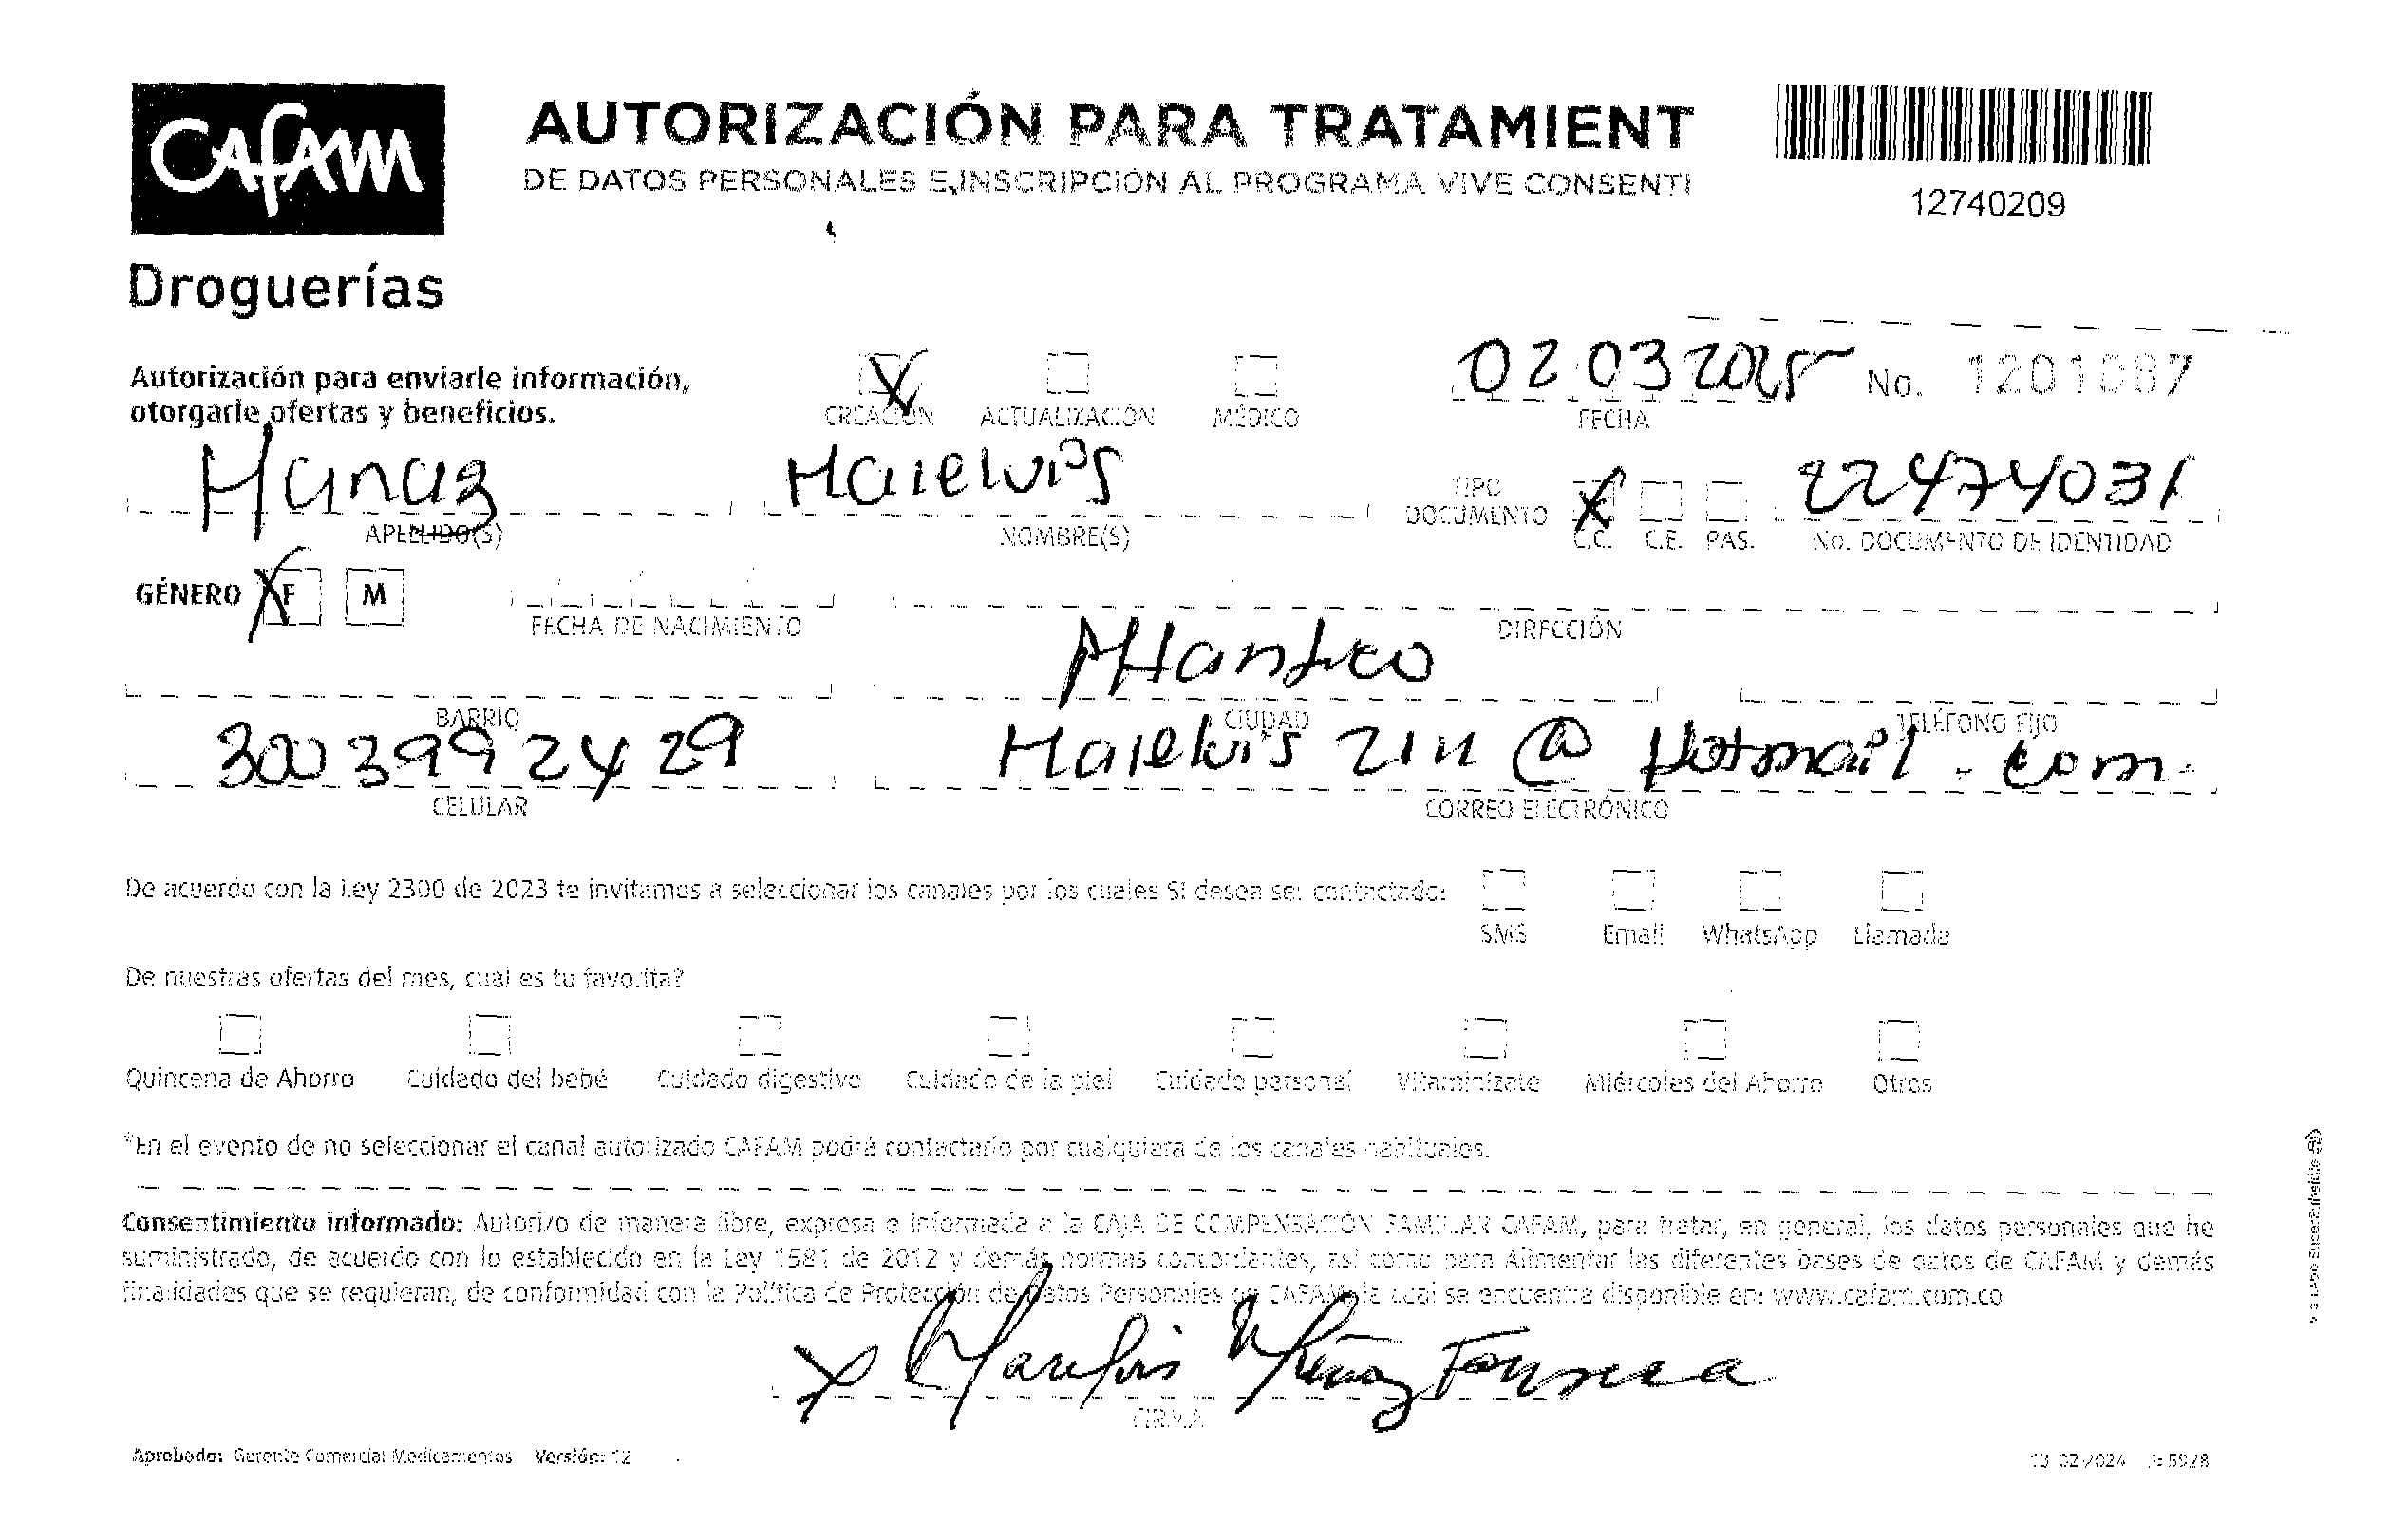 CAFAM
Droguerías
AUTORIZACIÓN PARA TRATAMIENT
DE DATOS PERSONALES E INSCRIPCIÓN AL PROGRAMA VIVE CONSENTI
12740209
Autorización para enviarle información,
otorgarle ofertas y beneficios.
X CREACIÓN ACTUALIZACIÓN MÉDICO
02 03 2025 FECHA
No. 1201087
APELLIDO(S)
Marelvis NOMBRE(S)
TIPO DOCUMENTO X C.C. C.E. PAS.
22474031 No. DOCUMENTO DE IDENTIDAD
GÉNERO X F M
FECHA DE NACIMIENTO
DIRECCIÓN
BARRIO
Atlantico CIUDAD
TELÉFONO FIJO
300 399 24 29 CELULAR
@ Hotmail . com CORREO ELECTRÓNICO
De acuerdo con la Ley 2300 de 2023 te invitamos a seleccionar los canales por los cuales SI desea ser contactado:
SMS Email WhatsApp Llamada
De nuestras ofertas del mes, cual es tu favorita?
Quincena de Ahorro Cuidado del bebé Cuidado digestivo Cuidado de la piel Cuidado personal Vitaminízate Miércoles del Ahorro Otros
*En el evento de no seleccionar el canal autorizado CAFAM podrá contactarlo por cualquiera de los canales habituales.
Consentimiento informado: Autorizo de manera libre, expresa e informada a la CAJA DE COMPENSACIÓN FAMILIAR CAFAM, para tratar, en general, los datos personales que he
suministrado, de acuerdo con lo establecido en la Ley 1581 de 2012 y demás normas concordantes, así como para Alimentar las diferentes bases de datos de CAFAM y demás
finalidades que se requieran, de conformidad con la Política de Protección de Datos Personales de CAFAM, la cual se encuentra disponible en: www.cafam.com.co
X Marelvis Fonseca
FIRMA
Aprobado: Gerente Comercial Medicamentos Versión: 12
13-02-2024